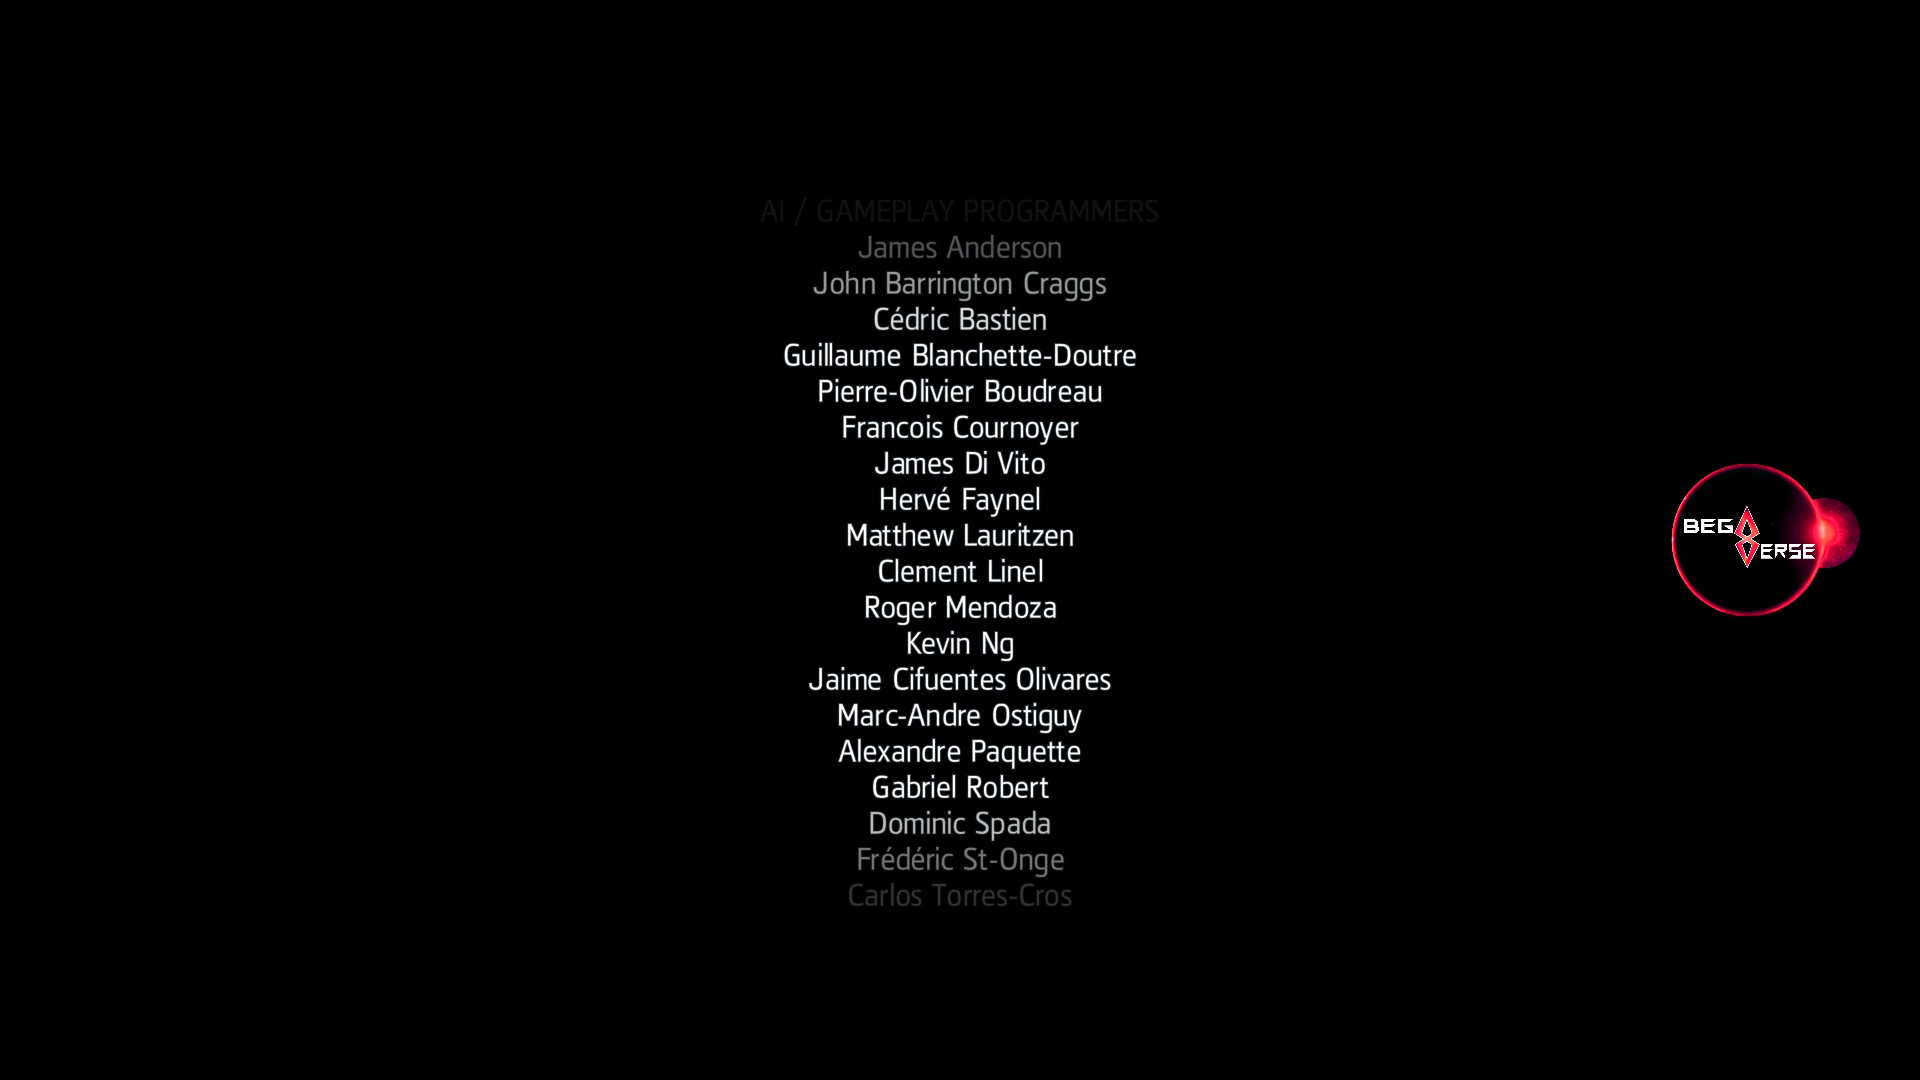 AI / GAMEPLAY PROGRAMMERS
James Anderson
John Barrington Craggs
Cédric Bastien
Guillaume Blanchette-Doutre
Pierre-Olivier Boudreau
Francois Cournoyer
James Di Vito
Hervé Faynel
Matthew Lauritzen
Clement Linel
Roger Mendoza
Kevin Ng
Jaime Cifuentes Olivares
Marc-Andre Ostiguy
Alexandre Paquette
Gabriel Robert
Dominic Spada
Frédéric St-Onge
Carlos Torres-Cros
BEGA
VERSE